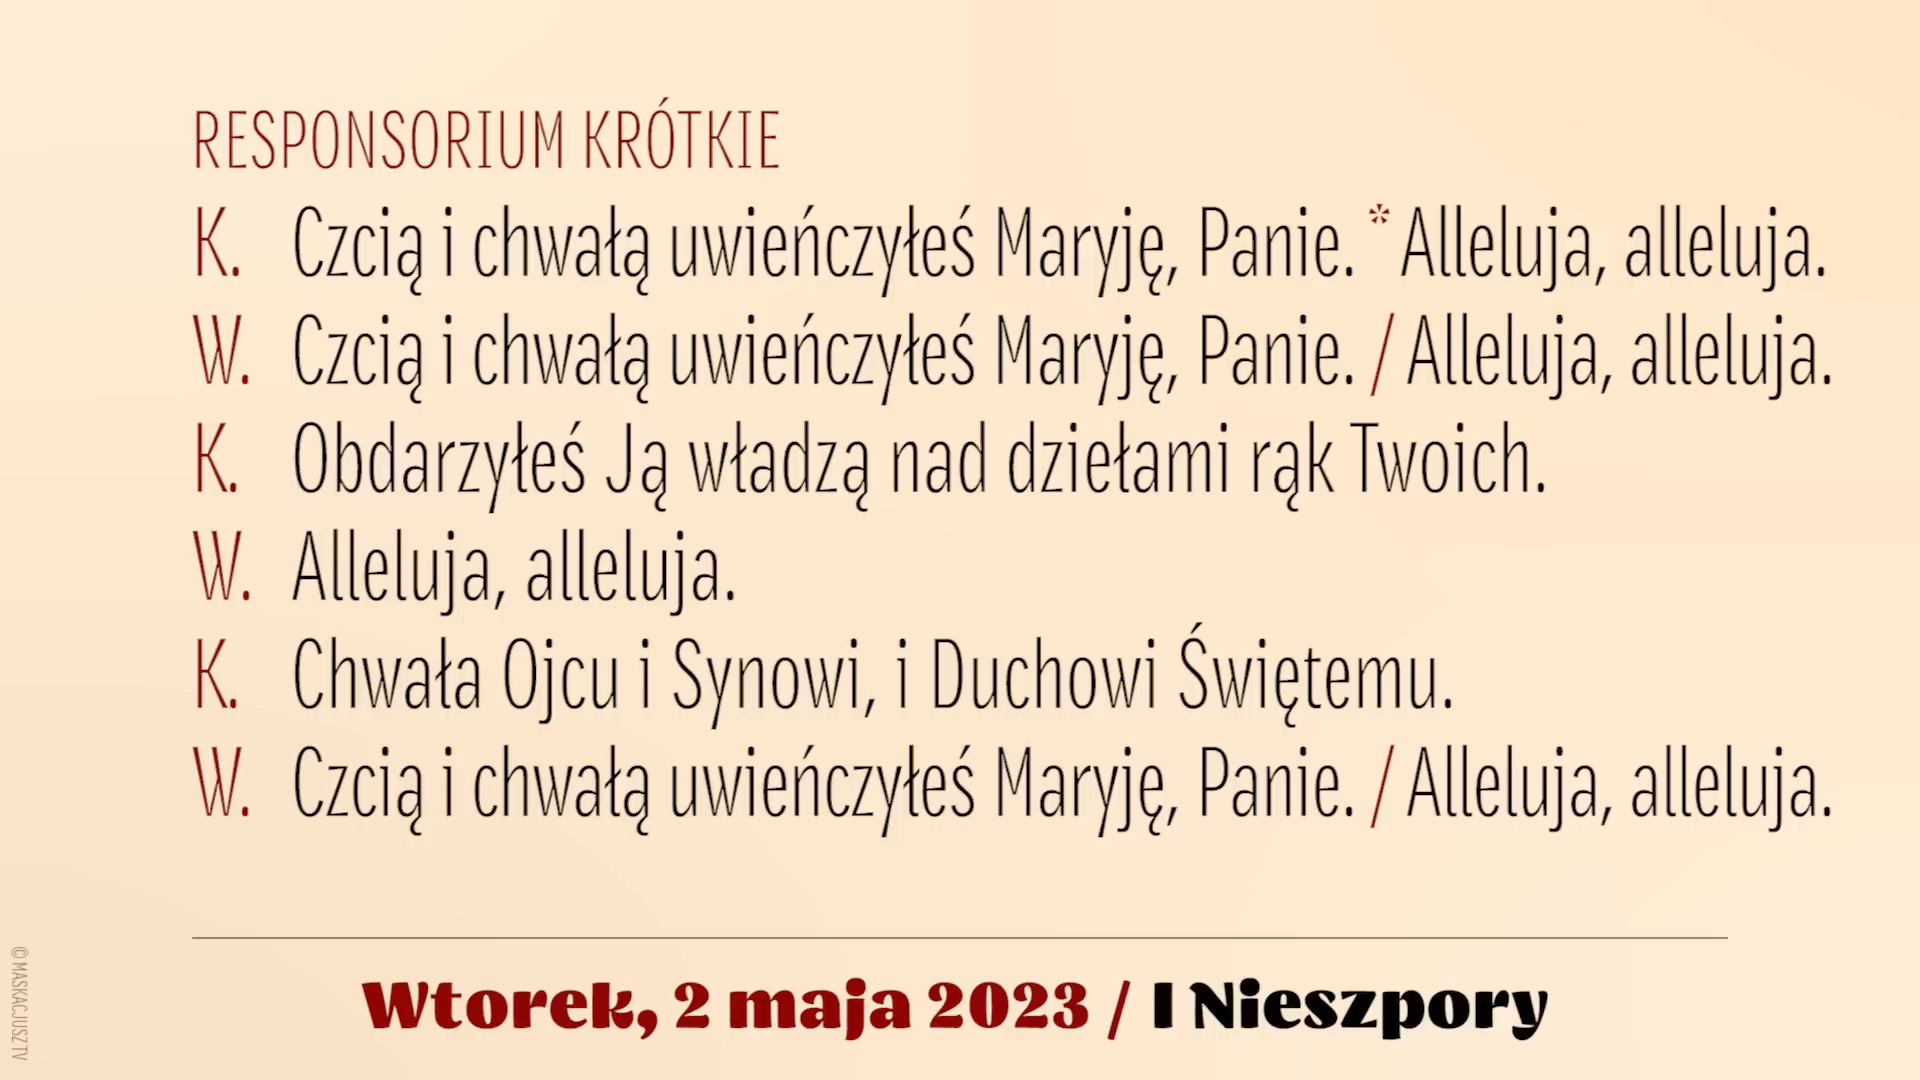 RESPONSORIUM KRÓTKIE
K. Czcią i chwałą uwieńczyłeś Maryję, Panie. * Alleluja, alleluja.
W. Czcią i chwałą uwieńczyłeś Maryję, Panie. / Alleluja, alleluja.
K. Obdarzyłeś Ją władzą nad dziełami rąk Twoich.
W. Alleluja, alleluja.
K. Chwała Ojcu i Synowi, i Duchowi Świętemu.
W. Czcią i chwałą uwieńczyłeś Maryję, Panie. / Alleluja, alleluja.
Wtorek, 2 maja 2023 / I Nieszpory
© MASKACJUSZ TV